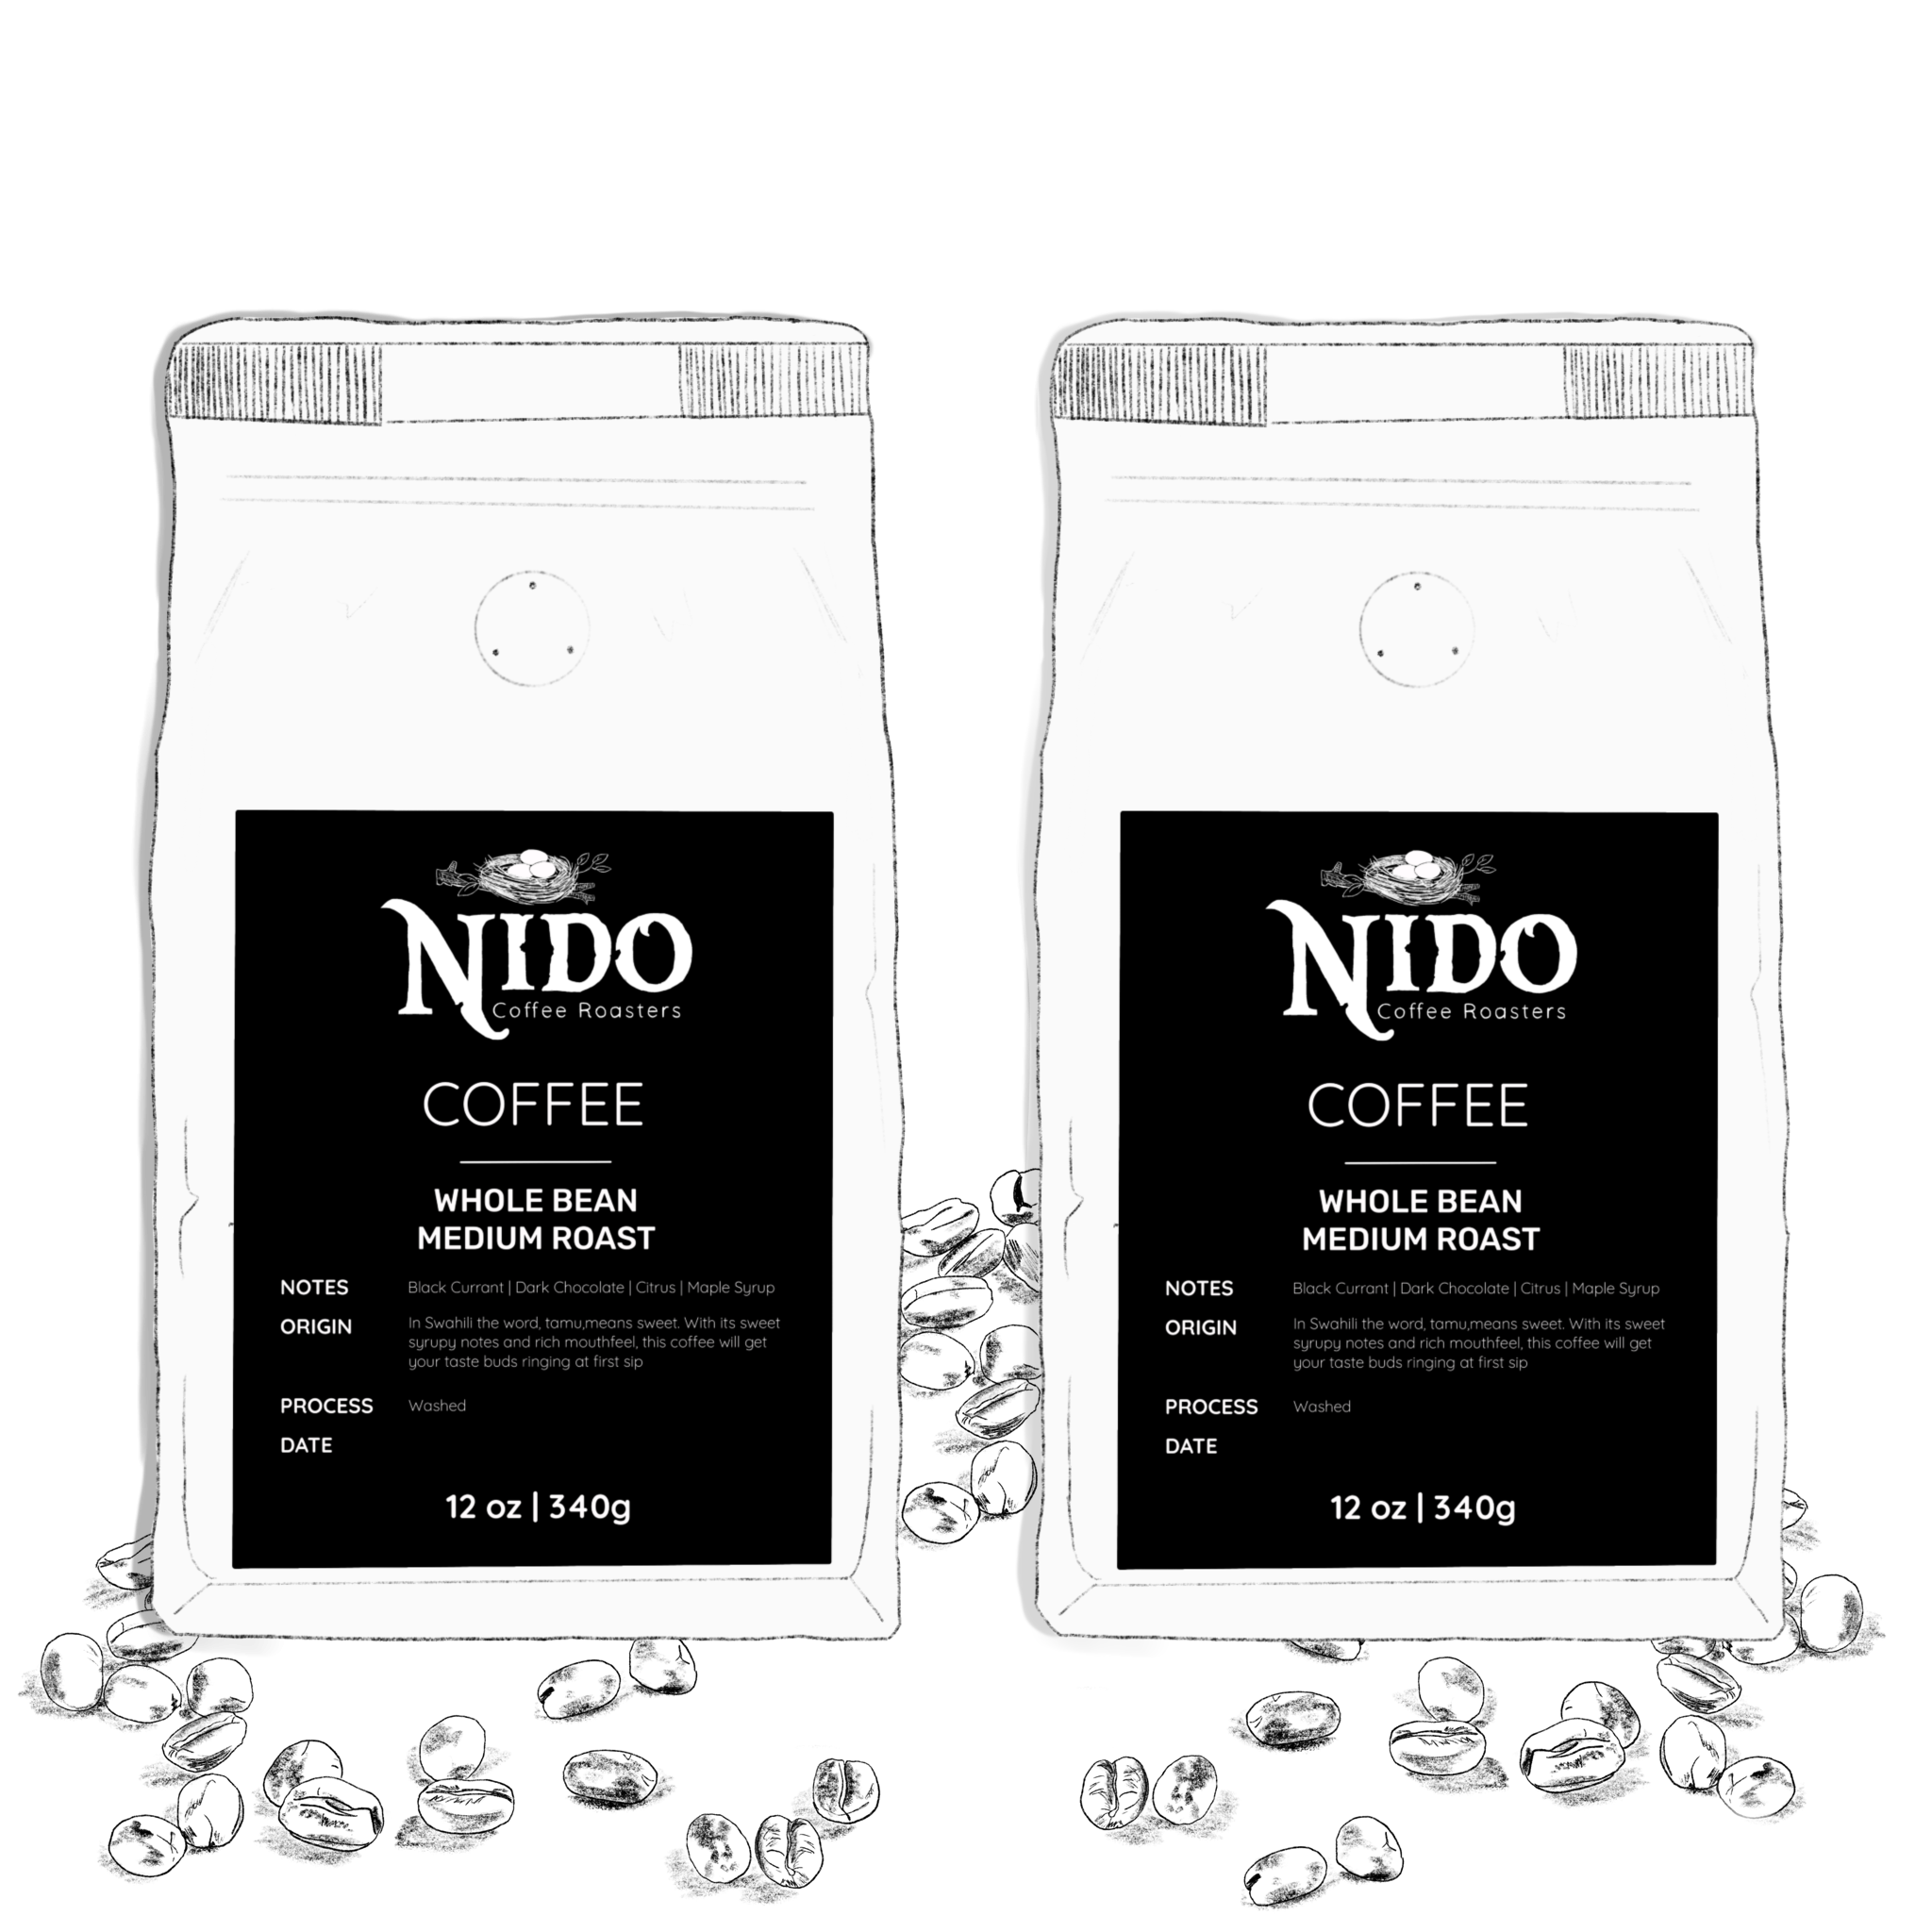 NIDO
Coffee Roasters
COFFEE
WHOLE BEAN
MEDIUM ROAST
NOTES Black Currant | Dark Chocolate | Citrus | Maple Syrup
ORIGIN In Swahili the word, tamu,means sweet. With its sweet
syrupy notes and rich mouthfeel, this coffee will get
your taste buds ringing at first sip
PROCESS Washed
DATE
12 oz | 340g
NIDO
Coffee Roasters
COFFEE
WHOLE BEAN
MEDIUM ROAST
NOTES Black Currant | Dark Chocolate | Citrus | Maple Syrup
ORIGIN In Swahili the word, tamu,means sweet. With its sweet
syrupy notes and rich mouthfeel, this coffee will get
your taste buds ringing at first sip
PROCESS Washed
DATE
12 oz | 340g